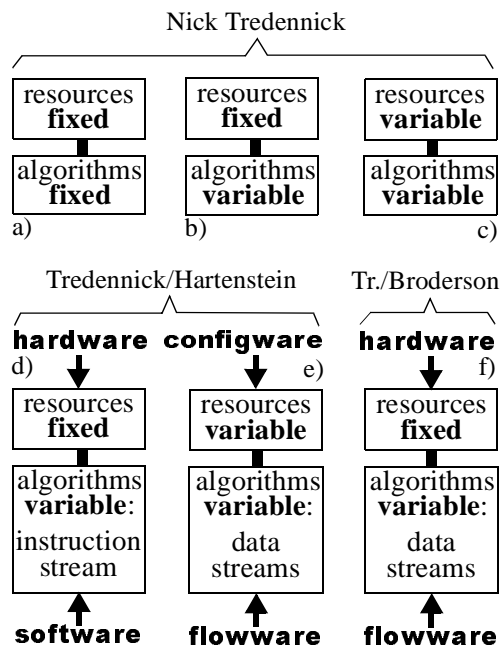 Nick Tredennick
resources
fixed
algorithms
fixed
a)
resources
fixed
algorithms
variable
b)
resources
variable
algorithms
variable
c)
Tredennick/Hartenstein
Tr./Broderson
hardware
d)
resources
fixed
algorithms
variable:
instruction
stream
software
configware
e)
resources
variable
algorithms
variable:
data
streams
flowware
hardware
f)
resources
fixed
algorithms
variable:
data
streams
flowware